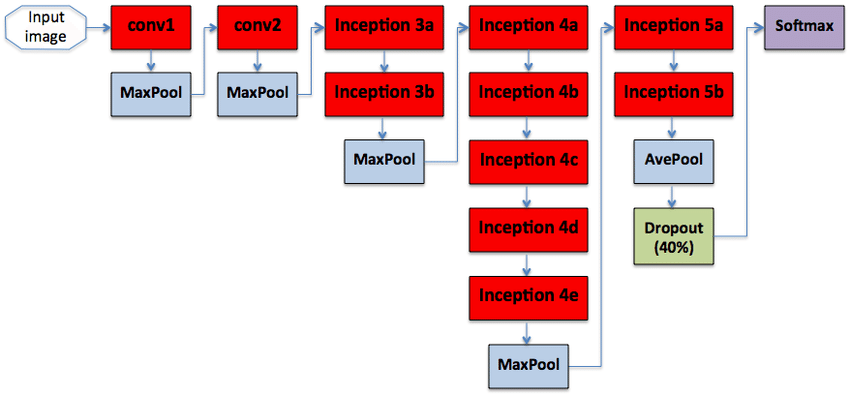 Input
image
conv1
MaxPool
conv2
MaxPool
Inception 3a
Inception 3b
MaxPool
Inception 4a
Inception 4b
Inception 4c
Inception 4d
Inception 4e
MaxPool
Inception 5a
Inception 5b
AvePool
Dropout
(40%)
Softmax